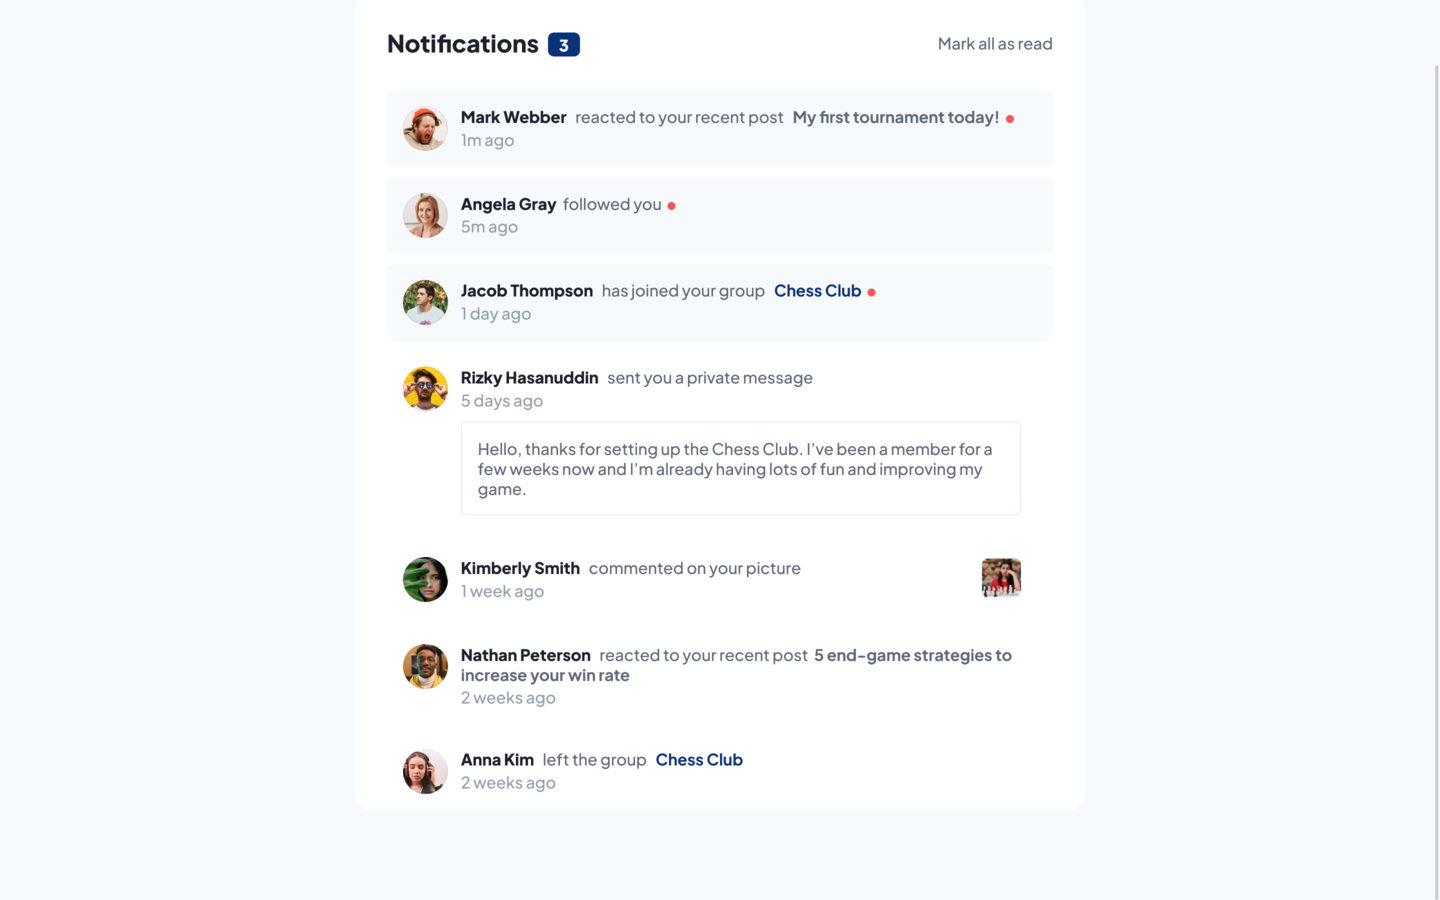 Notifications 3 Mark all as read
Mark Webber reacted to your recent post My first tournament today!
1m ago
Angela Gray followed you
5m ago
Jacob Thompson has joined your group Chess Club
1 day ago
Rizky Hasanuddin sent you a private message
5 days ago
Hello, thanks for setting up the Chess Club. I’ve been a member for a
few weeks now and I’m already having lots of fun and improving my
game.
Kimberly Smith commented on your picture
1 week ago
Nathan Peterson reacted to your recent post 5 end-game strategies to
increase your win rate
2 weeks ago
Anna Kim left the group Chess Club
2 weeks ago